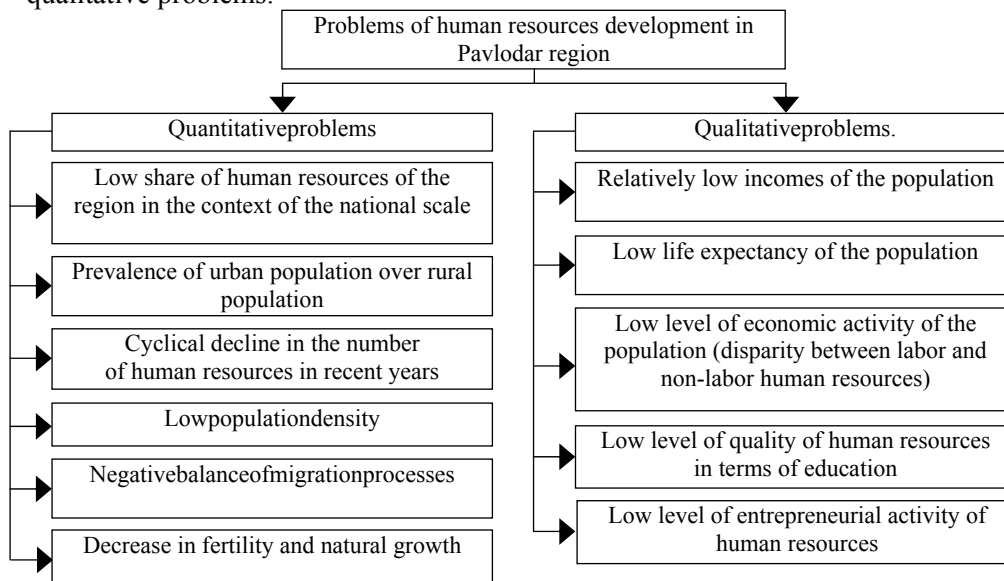 qualitative problems.
Problems of human resources development in
Pavlodar region
Quantitativeproblems
Low share of human resources of the
region in the context of the national scale
Prevalence of urban population over rural
population
Cyclical decline in the number
of human resources in recent years
Lowpopulationdensity
Negativebalanceofmigrationprocesses
Decrease in fertility and natural growth
Qualitativeproblems.
Relatively low incomes of the population
Low life expectancy of the population
Low level of economic activity of the
population (disparity between labor and
non-labor human resources)
Low level of quality of human resources
in terms of education
Low level of entrepreneurial activity of
human resources